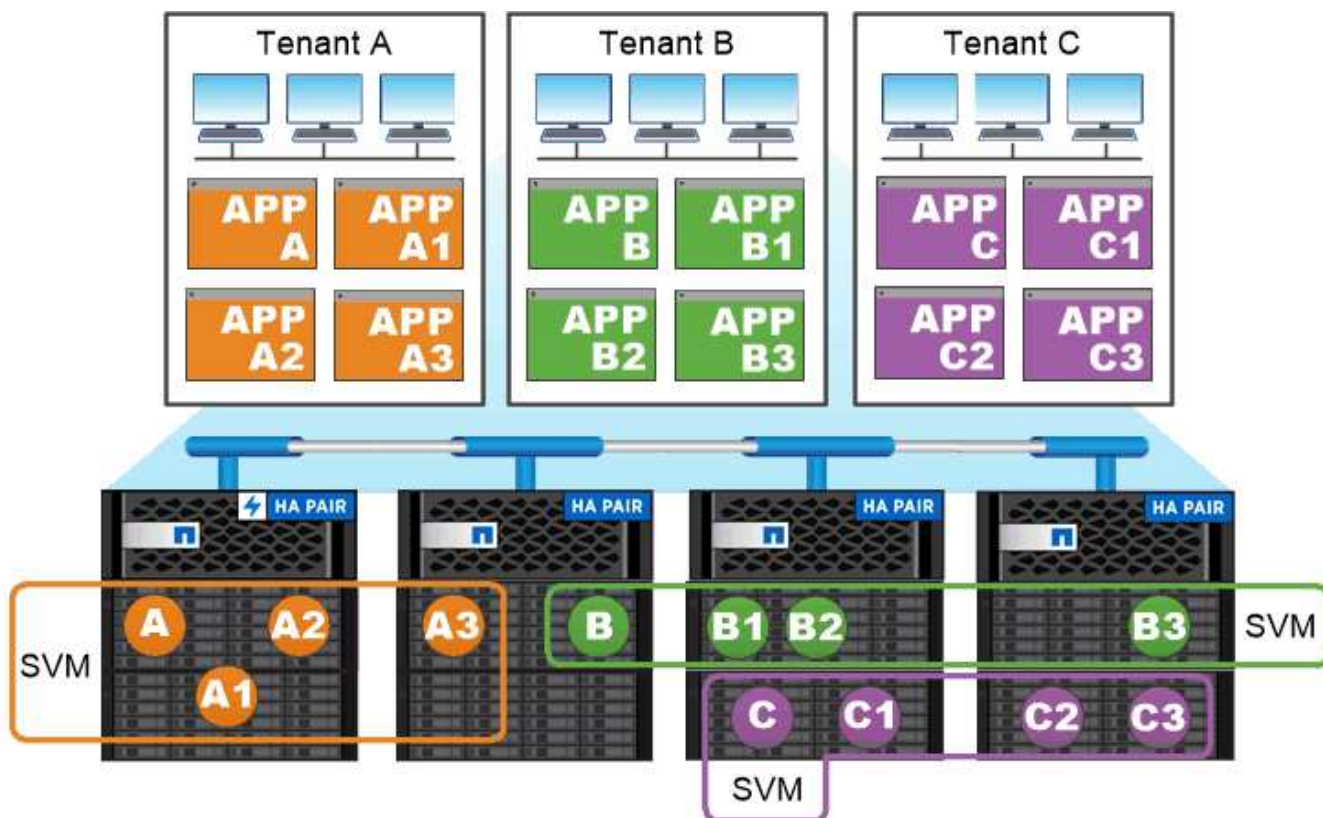 Tenant A
Tenant B
Tenant C
APP
A
APP
A1
APP
B
APP
B1
APP
C
APP
C1
APP
A2
APP
A3
APP
B2
APP
B3
APP
C2
APP
C3
HA PAIR
HA PAIR
HA PAIR
HA PAIR
SVM
A
A2
A3
B
B1
B2
B3
SVM
A1
C
C1
C2
C3
SVM